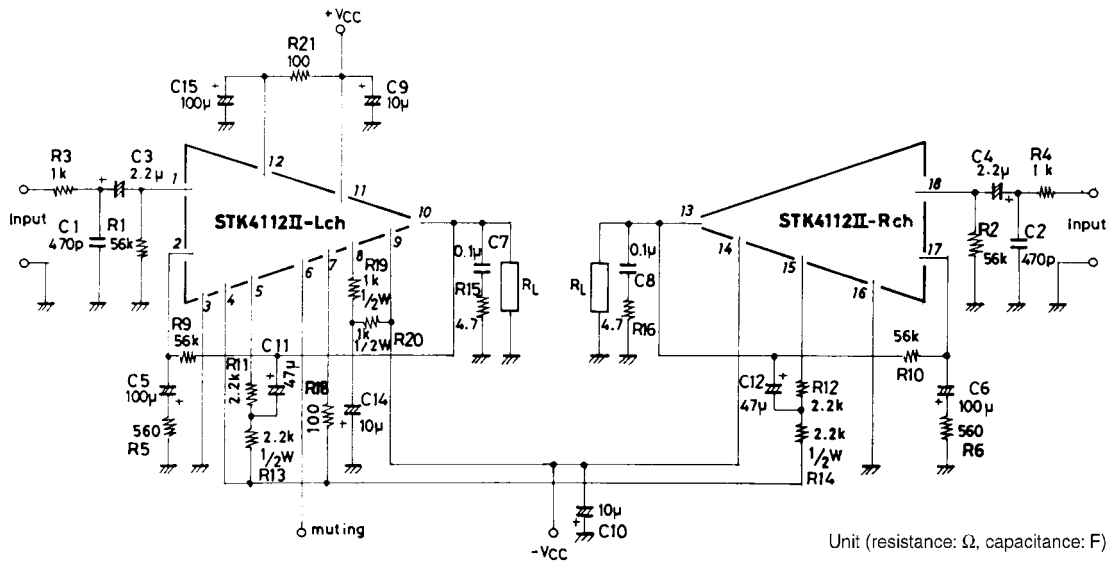 +VCC
R21
100
C15
100µ
C9
10µ
R3
1k
C3
2.2µ
1
12
11
10
Input
C1
470p
R1
56k
STK4112II-Lch
2
3
4
5
6
7
8
9
C7
0.1µ
R15
4.7
RL
R19
1k
1/2W
1k
1/2W
R20
R9
56k
C5
100µ
560
R5
R11
2.2k
C11
47µ
2.2k
1/2W
R13
R18
100
C14
10µ
muting
13
STK4112II-Rch
14
15
16
17
18
RL
0.1µ
C8
4.7
R16
C4
2.2µ
R4
1k
Input
R2
56k
C2
470p
56k
R10
C12
47µ
R12
2.2k
2.2k
1/2W
R14
C6
100µ
560
R6
10µ
C10
-VCC
Unit (resistance: Ω, capacitance: F)